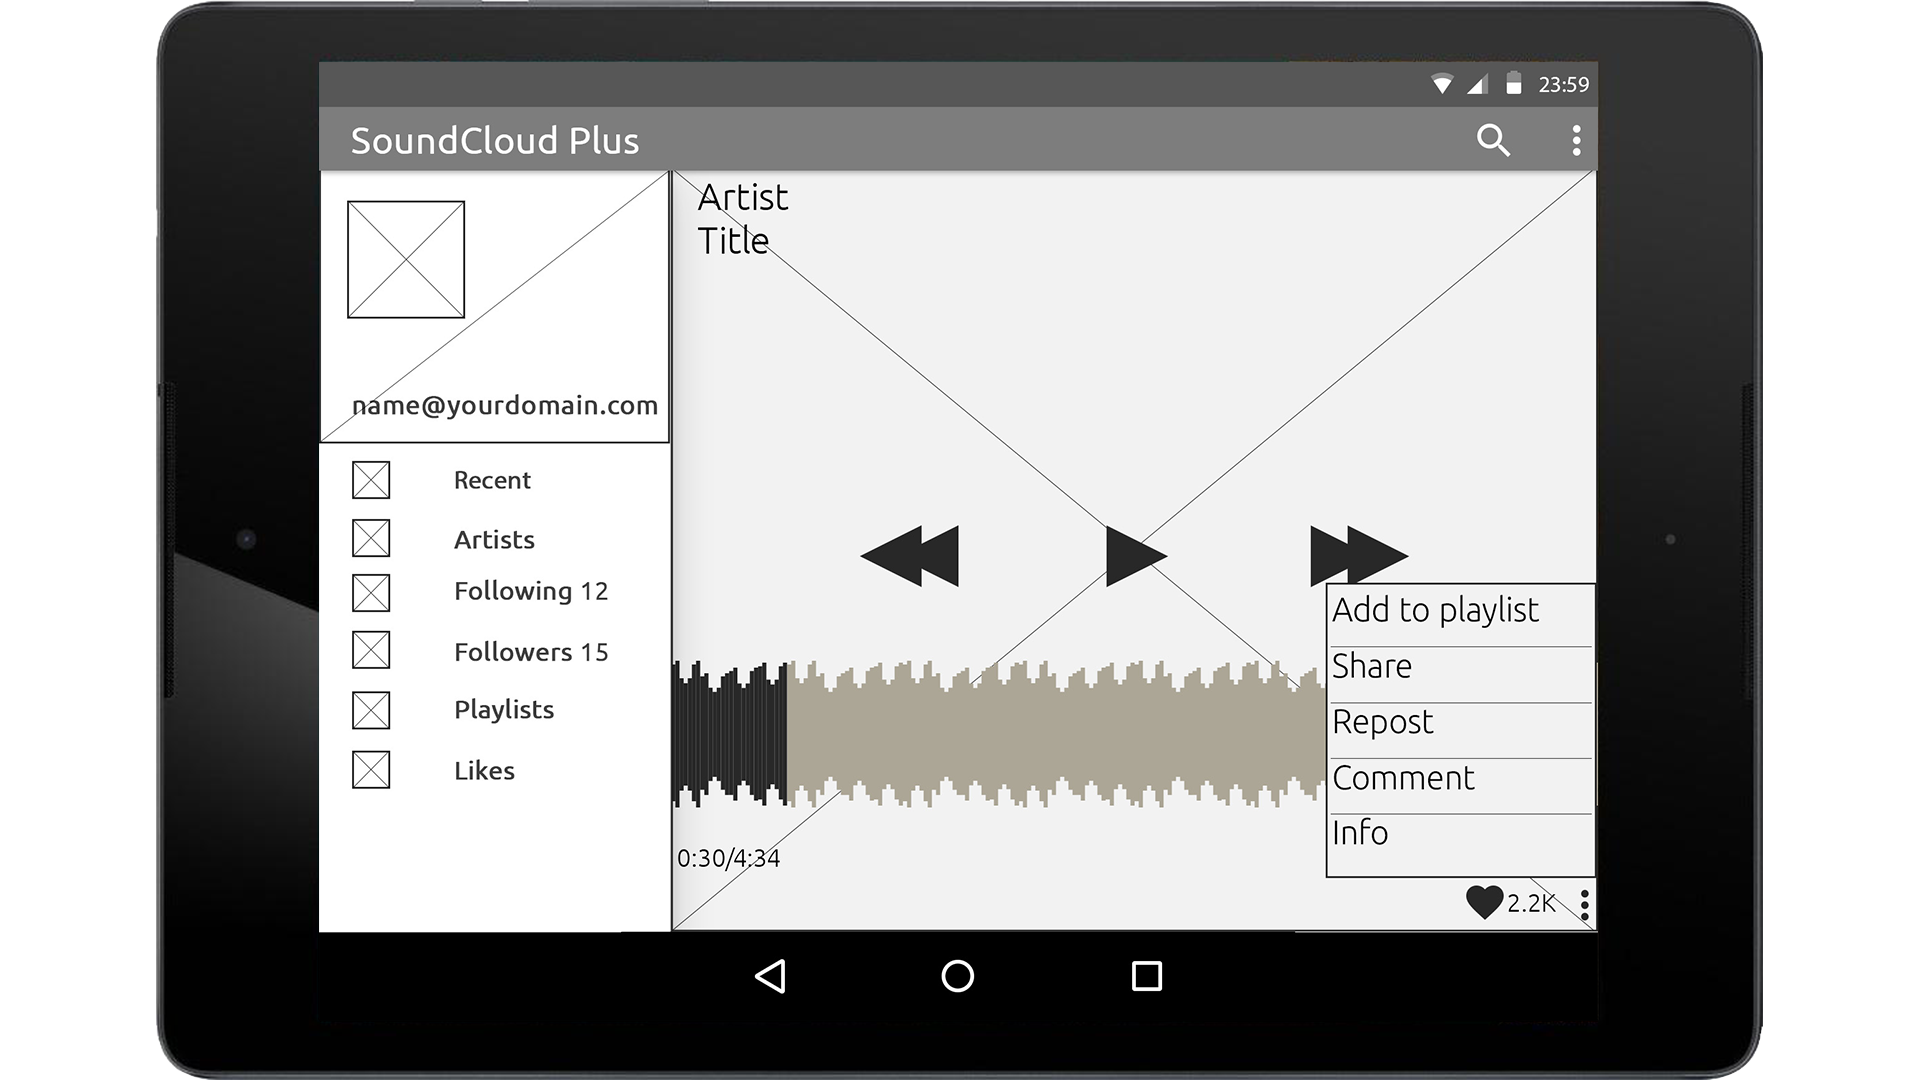 23:59
SoundCloud Plus
name@yourdomain.com
Recent
Artists
Following 12
Followers 15
Playlists
Likes
Artist
Title
0:30/4:34
Add to playlist
Share
Repost
Comment
Info
2.2K